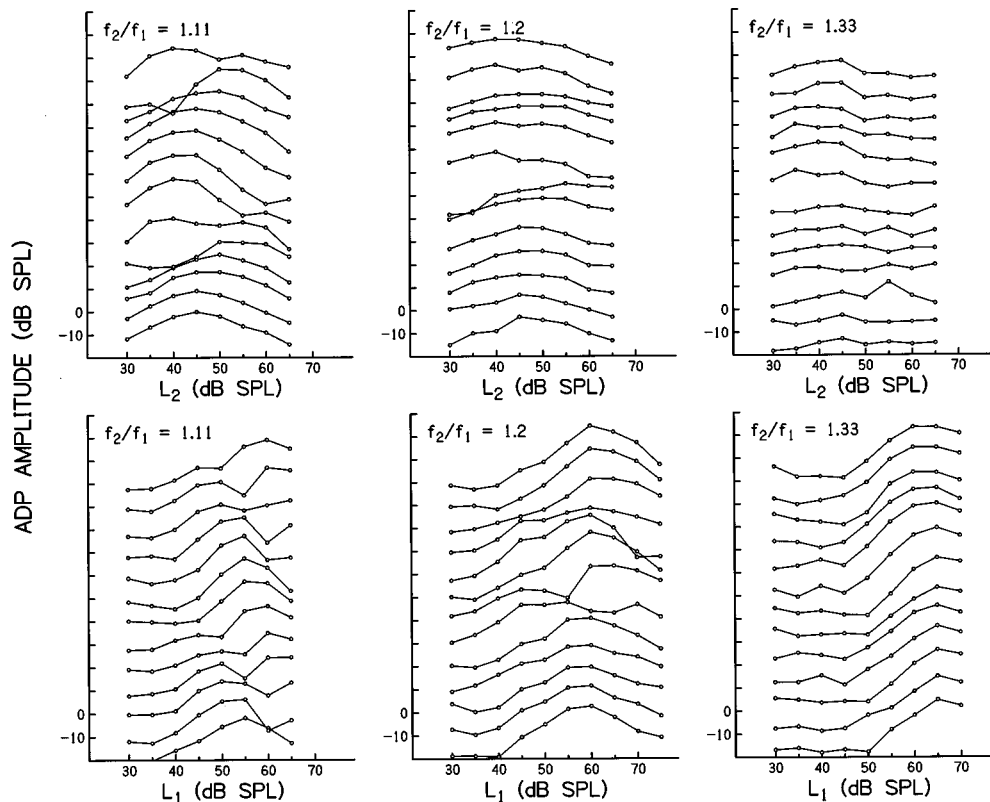 ADP AMPLITUDE (dB SPL)
f₂/f₁ = 1.11
0
−10
30 40 50 60 70
L₂ (dB SPL)
f₂/f₁ = 1.2
0
−10
30 40 50 60 70
L₂ (dB SPL)
f₂/f₁ = 1.33
0
−10
30 40 50 60 70
L₂ (dB SPL)
f₂/f₁ = 1.11
0
−10
30 40 50 60 70
L₁ (dB SPL)
f₂/f₁ = 1.2
0
−10
30 40 50 60 70
L₁ (dB SPL)
f₂/f₁ = 1.33
0
−10
30 40 50 60 70
L₁ (dB SPL)